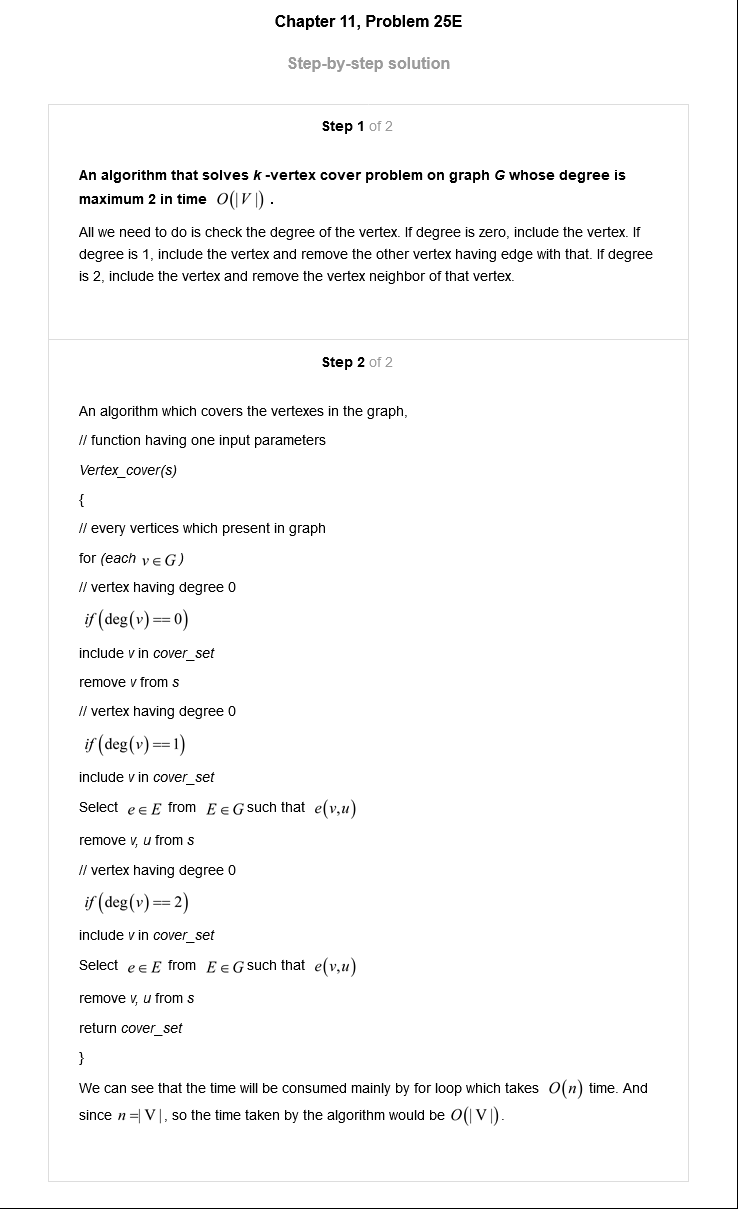 Chapter 11, Problem 25E
Step-by-step solution
Step 1 of 2
An algorithm that solves k -vertex cover problem on graph G whose degree is
maximum 2 in time O(|V|) .
All we need to do is check the degree of the vertex. If degree is zero, include the vertex. If
degree is 1, include the vertex and remove the other vertex having edge with that. If degree
is 2, include the vertex and remove the vertex neighbor of that vertex.
Step 2 of 2
An algorithm which covers the vertexes in the graph,
// function having one input parameters
Vertex_cover(s)
{
// every vertices which present in graph
for (each v∈G)
// vertex having degree 0
if(deg(v)==0)
include v in cover_set
remove v from s
// vertex having degree 0
if(deg(v)==1)
include v in cover_set
Select e∈E from E∈G such that e(v,u)
remove v, u from s
// vertex having degree 0
if(deg(v)==2)
include v in cover_set
Select e∈E from E∈G such that e(v,u)
remove v, u from s
return cover_set
}
We can see that the time will be consumed mainly by for loop which takes O(n) time. And
since n=|V|, so the time taken by the algorithm would be O(|V|).